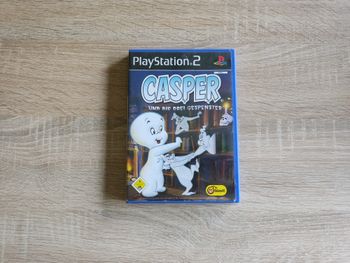 PlayStation 2
CASPER
UND DIE DREI GESPENSTER